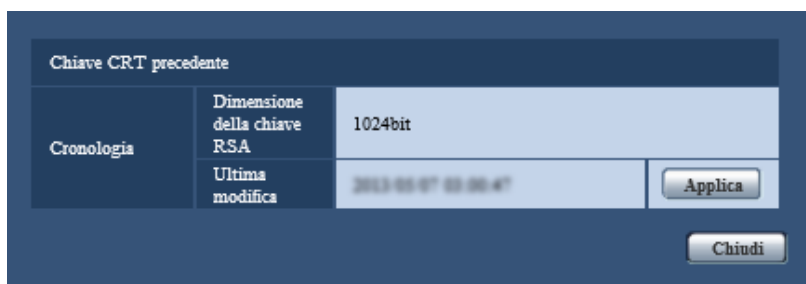 Chiave CRT precedente
Cronologia
Dimensione
della chiave
RSA
1024bit
Ultima
modifica
Applica
Chiudi